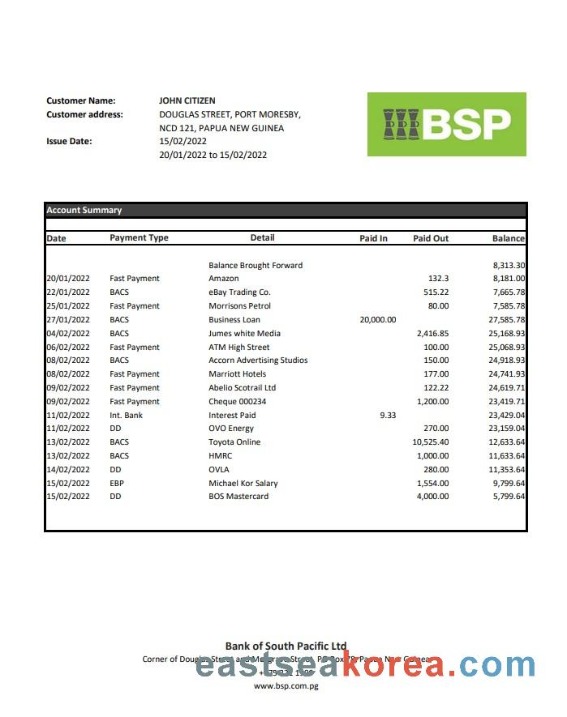 Customer Name: JOHN CITIZEN
Customer address: DOUGLAS STREET, PORT MORESBY,
NCD 121, PAPUA NEW GUINEA
Issue Date: 15/02/2022
20/01/2022 to 15/02/2022
BSP
Account Summary
Date Payment Type Detail Paid In Paid Out Balance
Balance Brought Forward 8,313.30
20/01/2022 Fast Payment Amazon 132.3 8,181.00
22/01/2022 BACS eBay Trading Co. 515.22 7,665.78
25/01/2022 Fast Payment Morrisons Petrol 80.00 7,585.78
27/01/2022 BACS Business Loan 20,000.00 27,585.78
04/02/2022 BACS Jumes white Media 2,416.85 25,168.93
06/02/2022 Fast Payment ATM High Street 100.00 25,068.93
08/02/2022 BACS Accorn Advertising Studios 150.00 24,918.93
08/02/2022 Fast Payment Marriott Hotels 177.00 24,741.93
09/02/2022 Fast Payment Abelio Scotrail Ltd 122.22 24,619.71
09/02/2022 Fast Payment Cheque 000234 1,200.00 23,419.71
11/02/2022 Int. Bank Interest Paid 9.33 23,429.04
11/02/2022 DD OVO Energy 270.00 23,159.04
13/02/2022 BACS Toyota Online 10,525.40 12,633.64
13/02/2022 BACS HMRC 1,000.00 11,633.64
14/02/2022 DD OVLA 280.00 11,353.64
15/02/2022 EBP Michael Kor Salary 1,554.00 9,799.64
15/02/2022 DD BOS Mastercard 4,000.00 5,799.64
Bank of South Pacific Ltd
Corner of Douglas Street and Street, Papua New Guinea
eastseakorea.com
www.bsp.com.pg